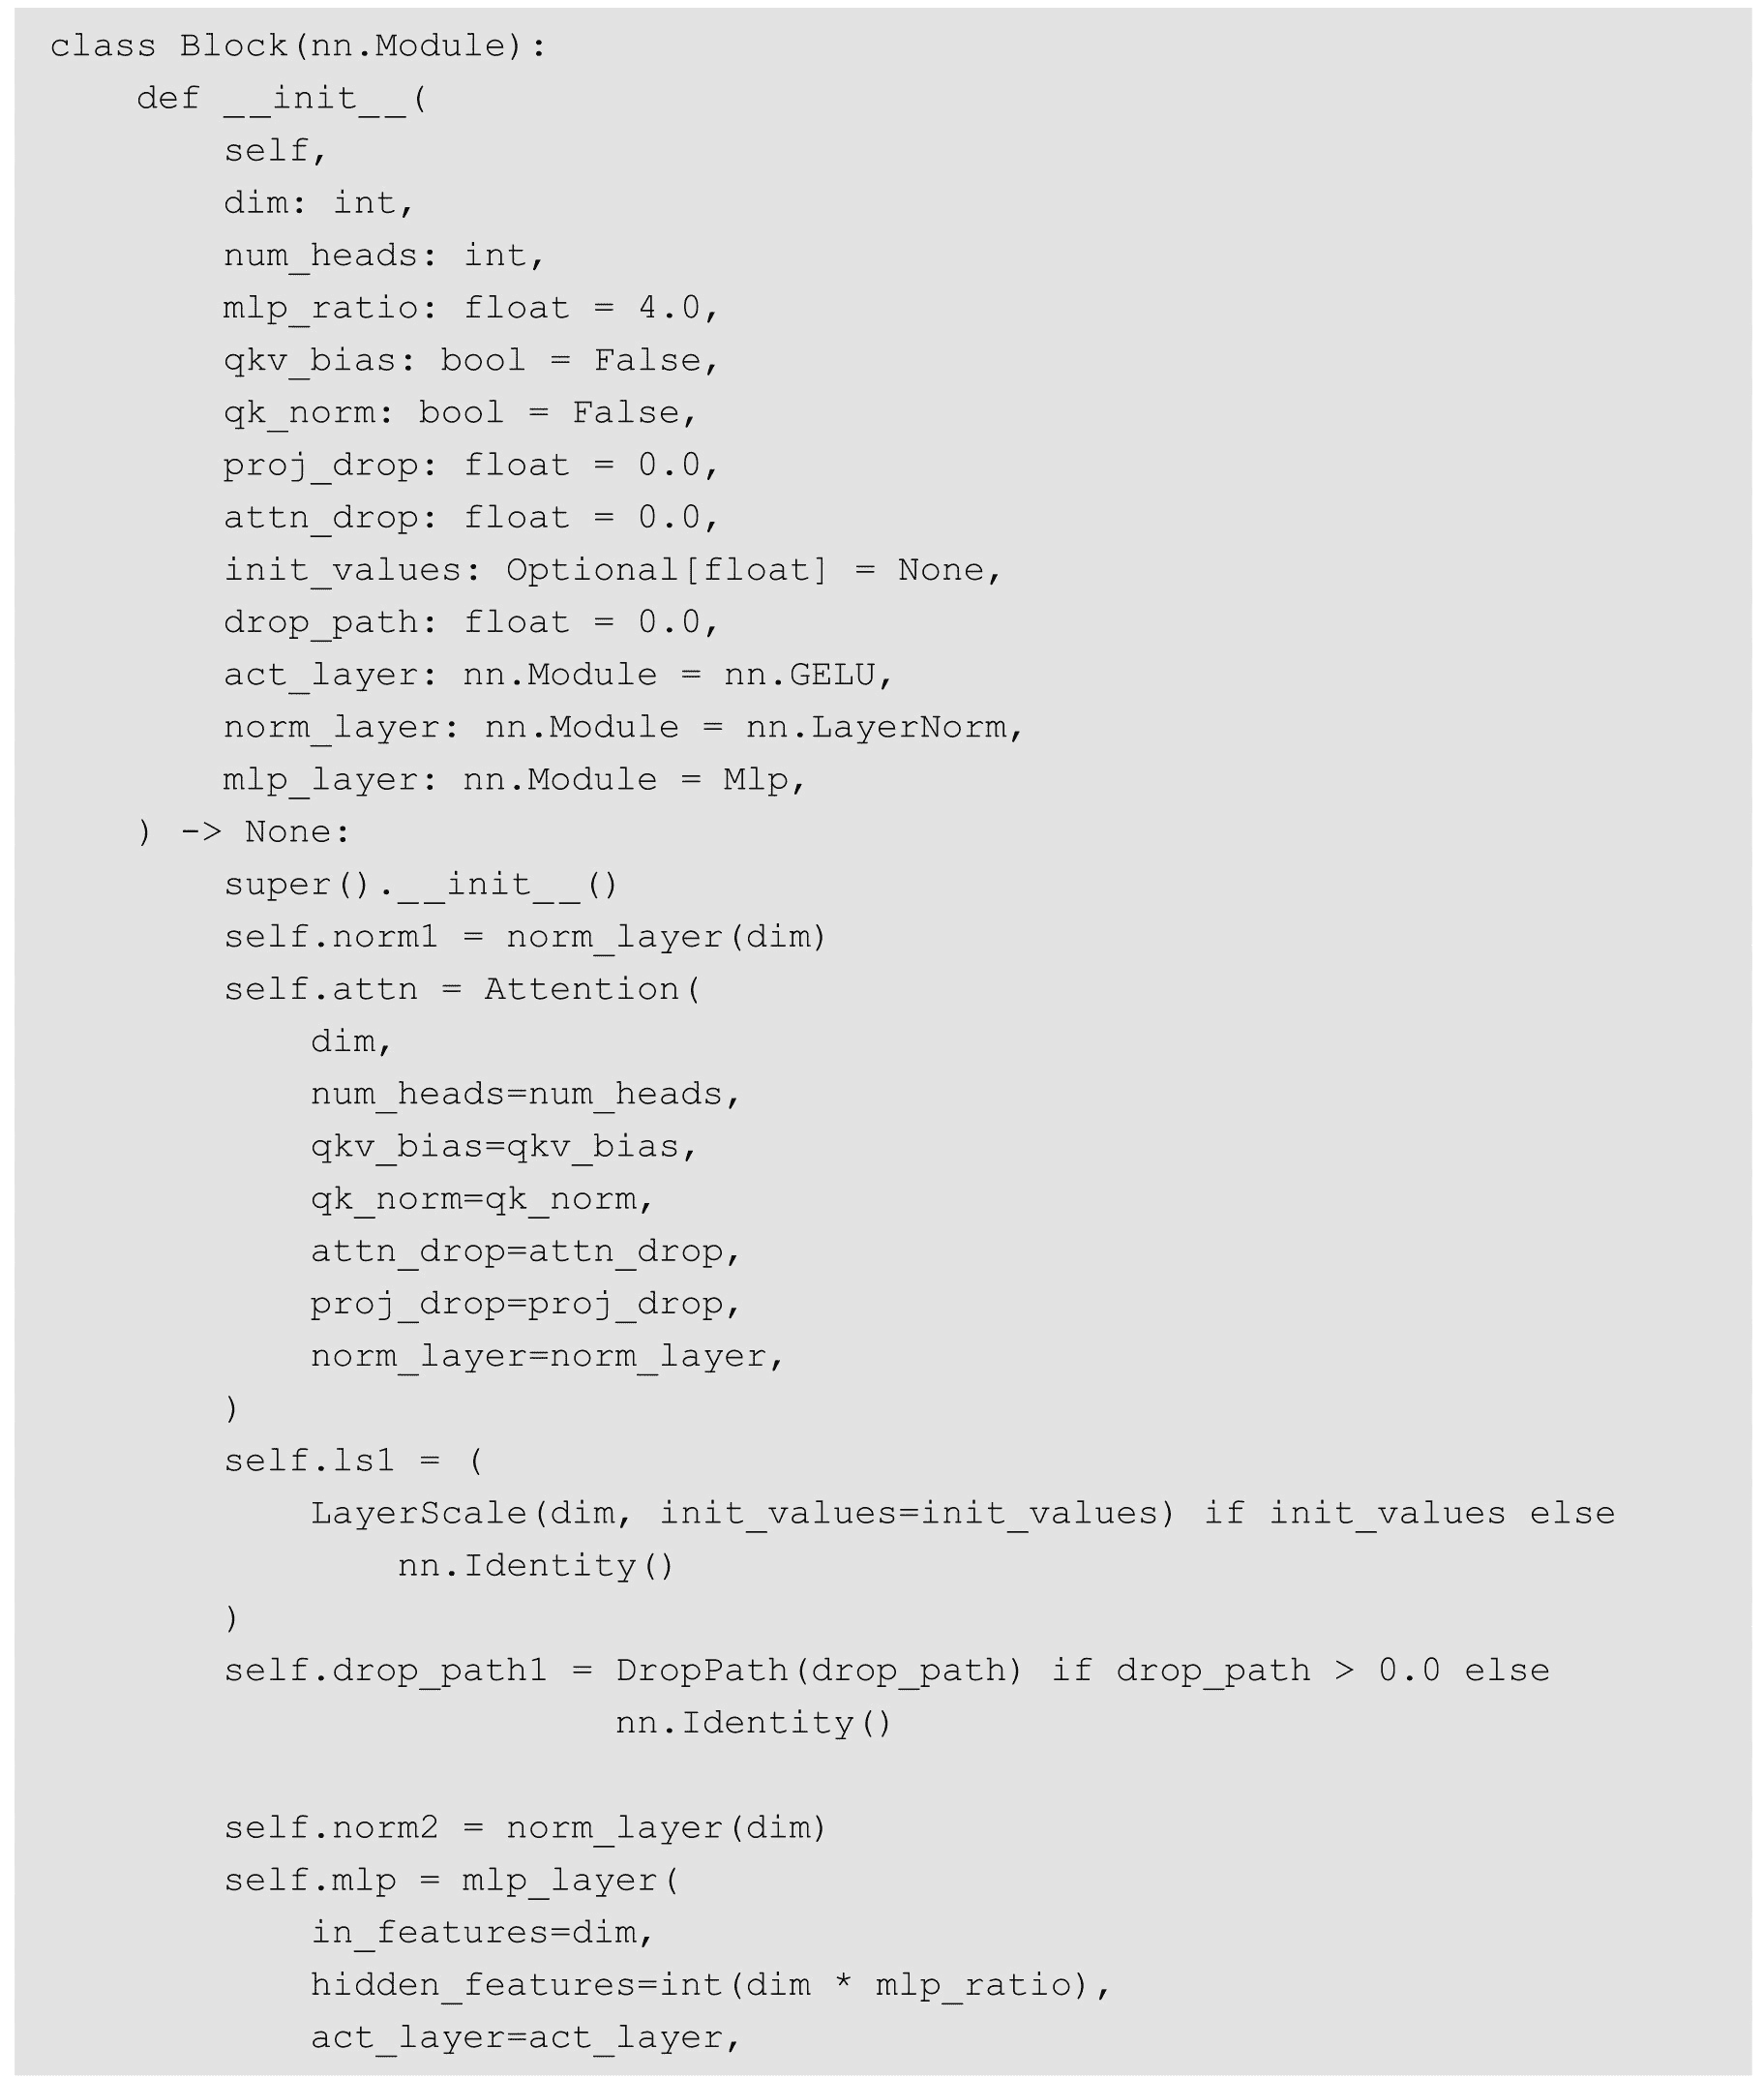 class Block(nn.Module):
    def __init__(
        self,
        dim: int,
        num_heads: int,
        mlp_ratio: float = 4.0,
        qkv_bias: bool = False,
        qk_norm: bool = False,
        proj_drop: float = 0.0,
        attn_drop: float = 0.0,
        init_values: Optional[float] = None,
        drop_path: float = 0.0,
        act_layer: nn.Module = nn.GELU,
        norm_layer: nn.Module = nn.LayerNorm,
        mlp_layer: nn.Module = Mlp,
    ) -> None:
        super().__init__()
        self.norm1 = norm_layer(dim)
        self.attn = Attention(
            dim,
            num_heads=num_heads,
            qkv_bias=qkv_bias,
            qk_norm=qk_norm,
            attn_drop=attn_drop,
            proj_drop=proj_drop,
            norm_layer=norm_layer,
        )
        self.ls1 = (
            LayerScale(dim, init_values=init_values) if init_values else
                nn.Identity()
        )
        self.drop_path1 = DropPath(drop_path) if drop_path > 0.0 else
                          nn.Identity()

        self.norm2 = norm_layer(dim)
        self.mlp = mlp_layer(
            in_features=dim,
            hidden_features=int(dim * mlp_ratio),
            act_layer=act_layer,